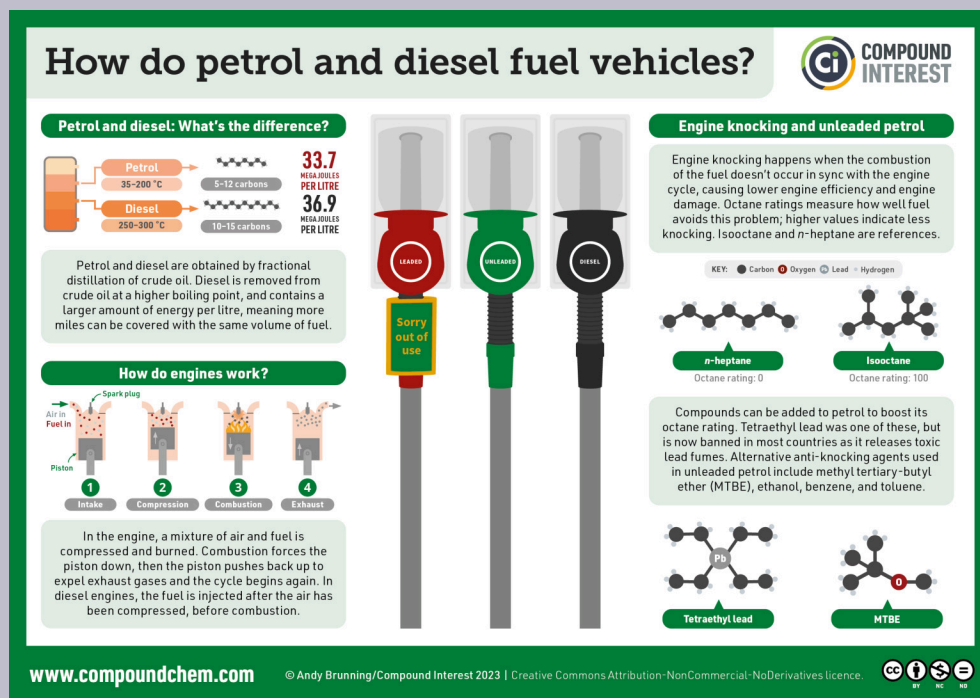 How do petrol and diesel fuel vehicles?
Ci
COMPOUND
INTEREST
Petrol and diesel: What's the difference?
Petrol
35–200 °C
5–12 carbons
33.7
MEGAJOULES
PER LITRE
Diesel
250–300 °C
10–15 carbons
36.9
MEGAJOULES
PER LITRE
Petrol and diesel are obtained by fractional
distillation of crude oil. Diesel is removed from
crude oil at a higher boiling point, and contains a
larger amount of energy per litre, meaning more
miles can be covered with the same volume of fuel.
How do engines work?
Spark plug
Air in
Fuel in
Piston
1
2
3
4
Intake
Compression
Combustion
Exhaust
In the engine, a mixture of air and fuel is
compressed and burned. Combustion forces the
piston down, then the piston pushes back up to
expel exhaust gases and the cycle begins again. In
diesel engines, the fuel is injected after the air has
been compressed, before combustion.
LEADED
UNLEADED
DIESEL
Sorry
out of
use
Engine knocking and unleaded petrol
Engine knocking happens when the combustion
of the fuel doesn't occur in sync with the engine
cycle, causing lower engine efficiency and engine
damage. Octane ratings measure how well fuel
avoids this problem; higher values indicate less
knocking. Isooctane and n-heptane are references.
KEY: Carbon O Oxygen Pb Lead Hydrogen
n-heptane
Octane rating: 0
Isooctane
Octane rating: 100
Compounds can be added to petrol to boost its
octane rating. Tetraethyl lead was one of these, but
is now banned in most countries as it releases toxic
lead fumes. Alternative anti-knocking agents used
in unleaded petrol include methyl tertiary-butyl
ether (MTBE), ethanol, benzene, and toluene.
Pb
Tetraethyl lead
O
MTBE
www.compoundchem.com
© Andy Brunning/Compound Interest 2023 | Creative Commons Attribution-NonCommercial-NoDerivatives licence.
cc
BY NC ND